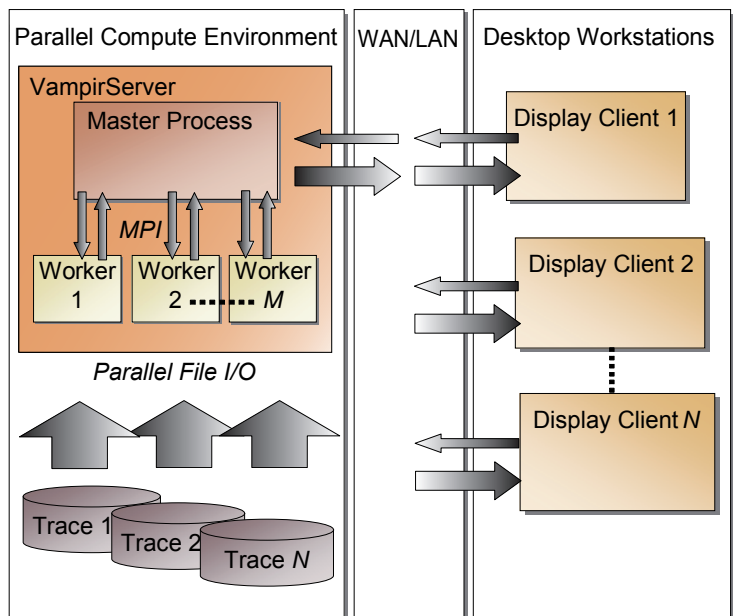 Parallel Compute Environment
WAN/LAN
Desktop Workstations
VampirServer
Master Process
MPI
Worker
1
Worker
2
Worker
M
Parallel File I/O
Trace 1
Trace 2
Trace N
Display Client 1
Display Client 2
Display Client N